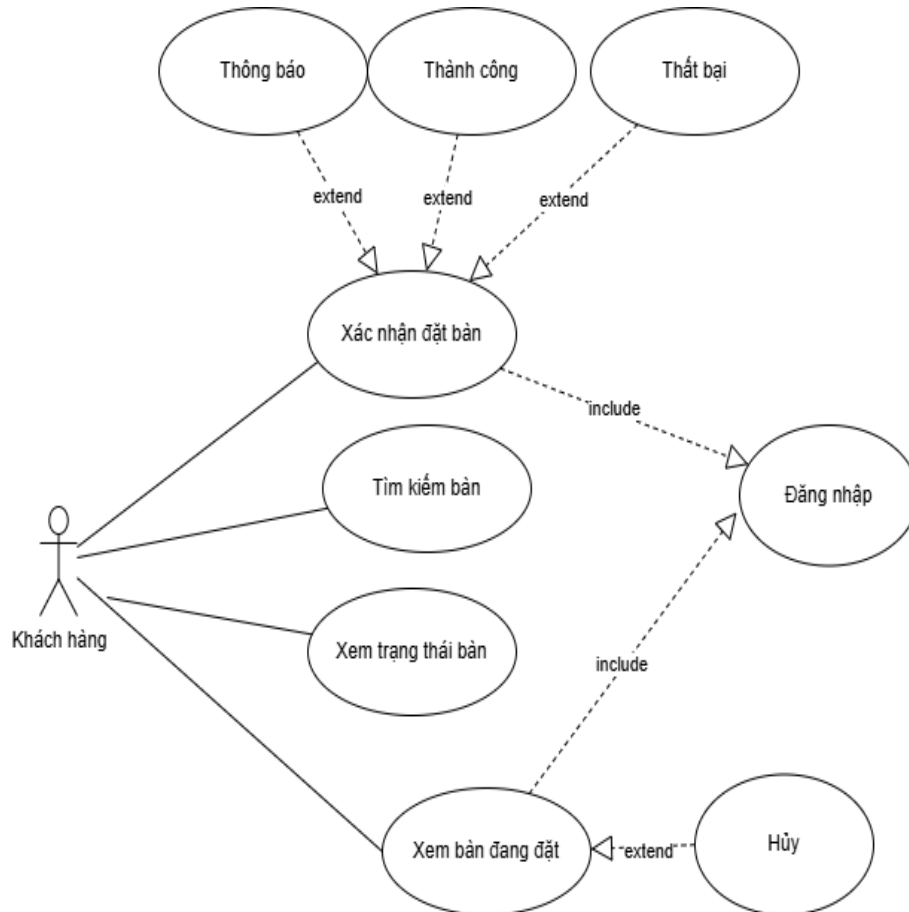 Thông báo
Thành công
Thất bại
extend
extend
extend
Xác nhận đặt bàn
include
Tìm kiếm bàn
Đăng nhập
Khách hàng
Xem trạng thái bàn
include
Xem bàn đang đặt
extend
Hủy